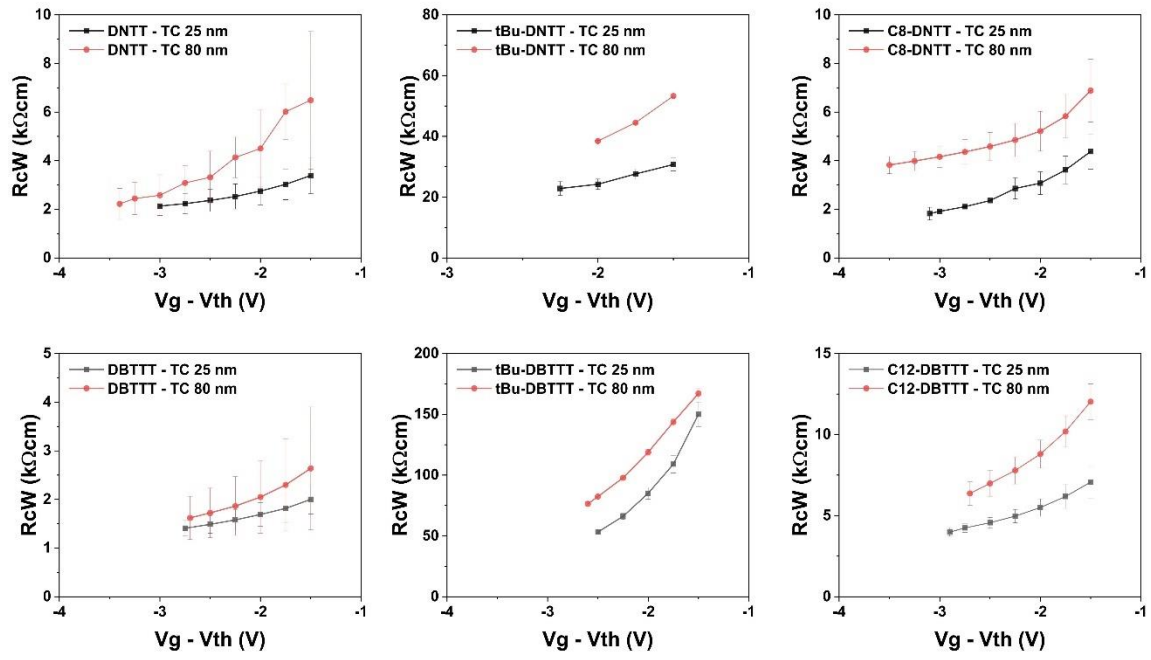 DNTT - TC 25 nm
DNTT - TC 80 nm
RcW (kΩcm)
10
8
6
4
2
0
-4
-3
-2
-1
Vg - Vth (V)
tBu-DNTT - TC 25 nm
tBu-DNTT - TC 80 nm
RcW (kΩcm)
80
60
40
20
0
-4
-2
-1
Vg - Vth (V)
C8-DNTT - TC 25 nm
C8-DNTT - TC 80 nm
RcW (kΩcm)
10
8
6
4
2
0
-4
-3
-2
-1
Vg - Vth (V)
DBTTT - TC 25 nm
DBTTT - TC 80 nm
RcW (kΩcm)
5
4
3
2
1
0
-4
-3
-2
-1
Vg - Vth (V)
tBu-DBTTT - TC 25 nm
tBu-DBTTT - TC 80 nm
RcW (kΩcm)
200
150
100
50
0
-4
-3
-2
-1
Vg - Vth (V)
C12-DBTTT - TC 25 nm
C12-DBTTT - TC 80 nm
RcW (kΩcm)
15
10
5
0
-4
-3
-2
-1
Vg - Vth (V)